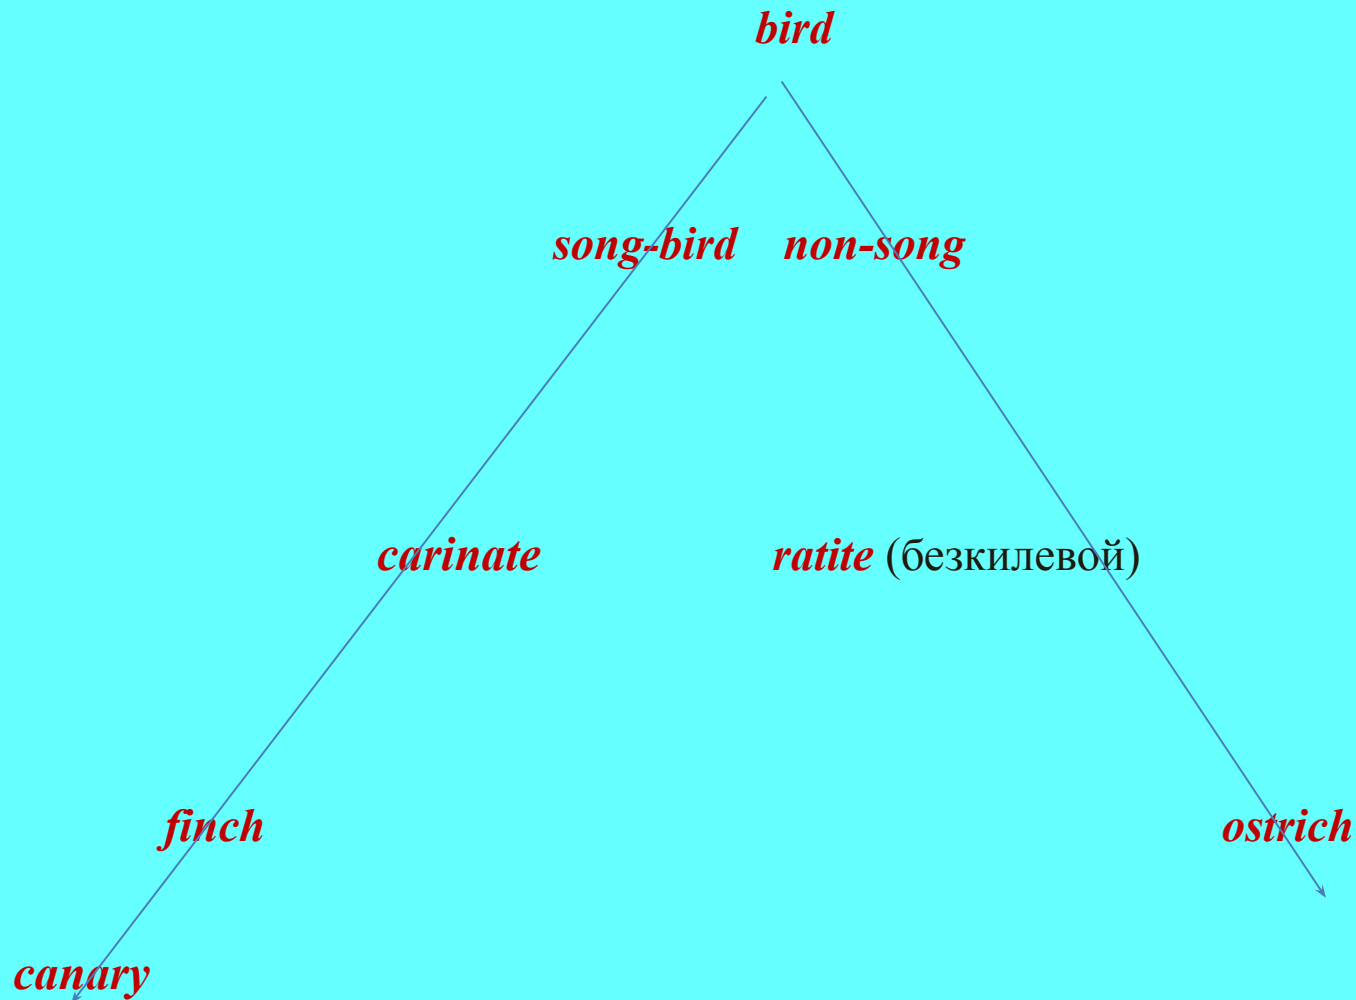 bird
song-bird non-song
carinate ratite (безкилевой)
finch ostrich
canary